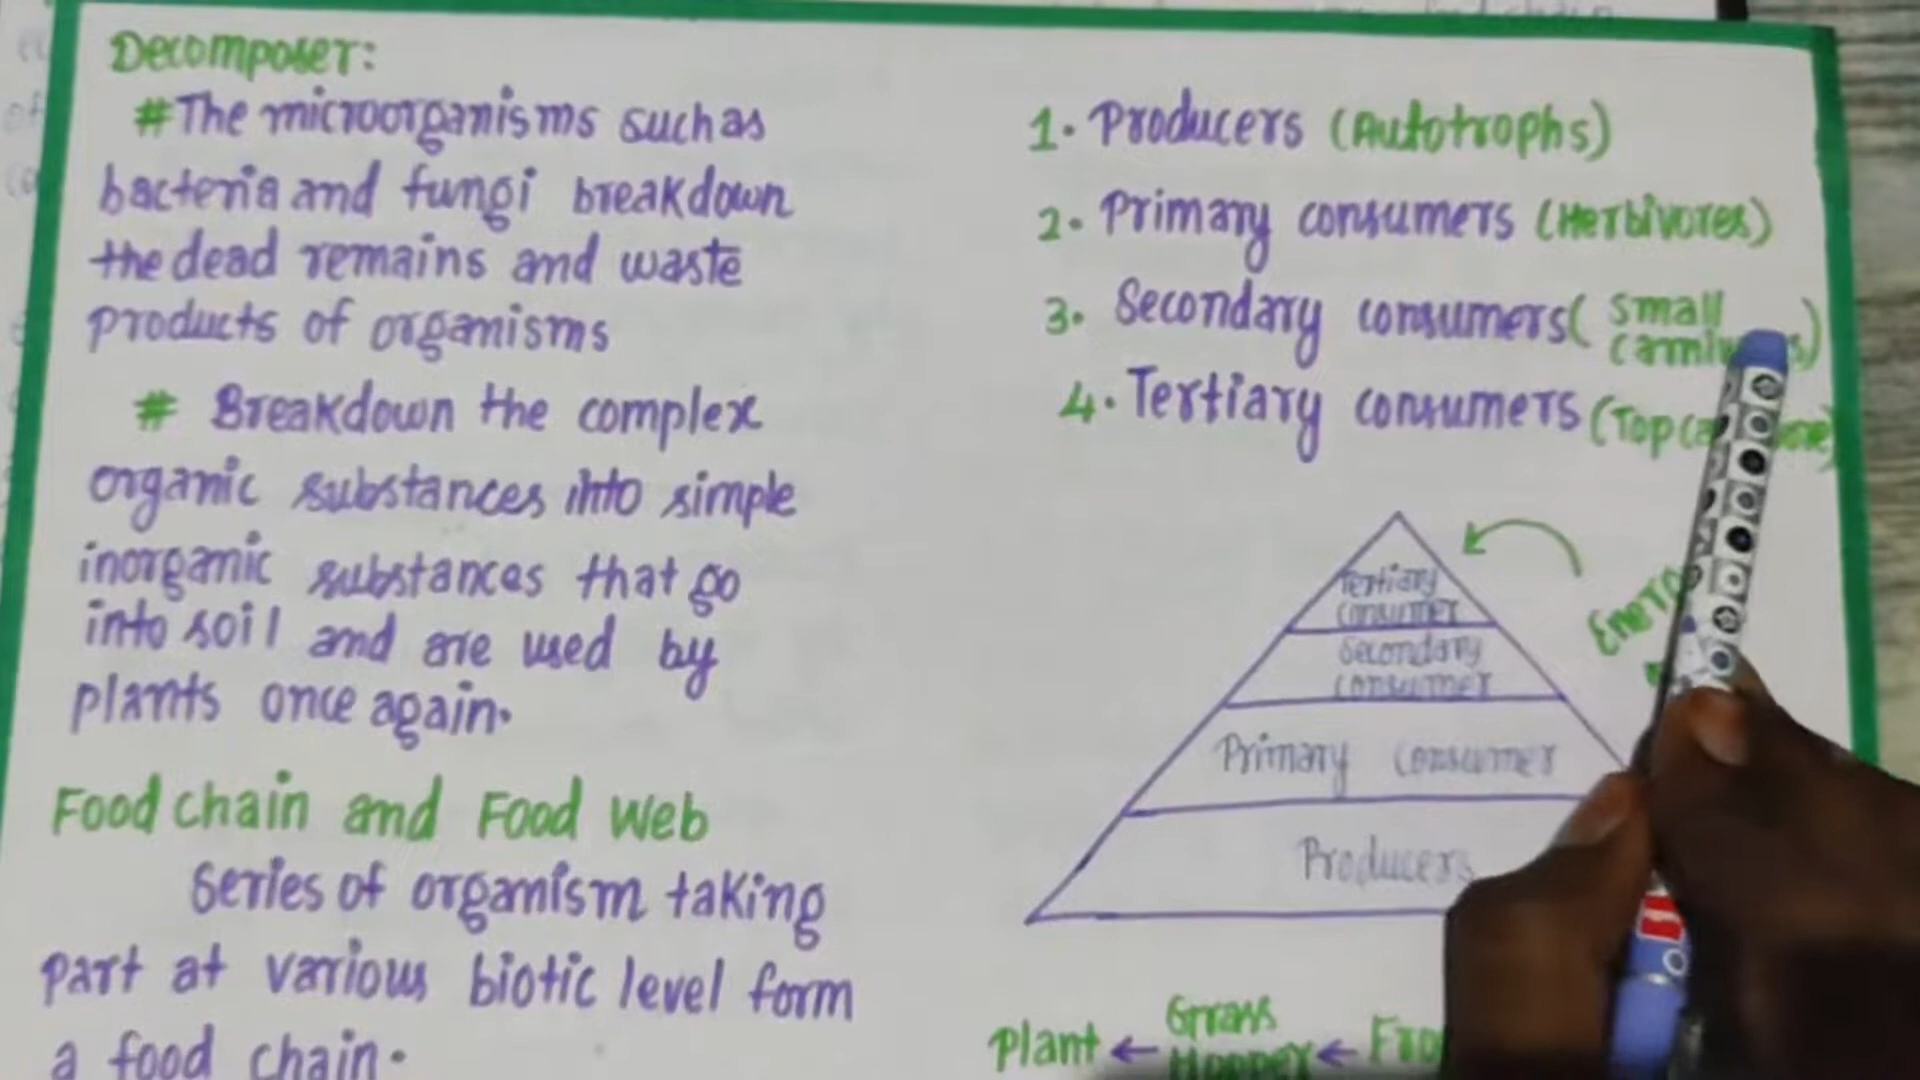 Decomposer:
# The microorganisms such as
bacteria and fungi breakdown
the dead remains and waste
products of organisms
# Breakdown the complex
organic substances into simple
inorganic substances that go
into soil and are used by
plants once again.
Food chain and Food Web
Series of organism taking
part at various biotic level form
a food chain.
1. Producers (Autotrophs)
2. Primary consumers (Herbivores)
3. Secondary consumers( small
)
4. Tertiary consumers (Top
Tertiary
consumer
Secondary
consumer
Primary consumer
Producers
Plant ← Grass
Hopper ←